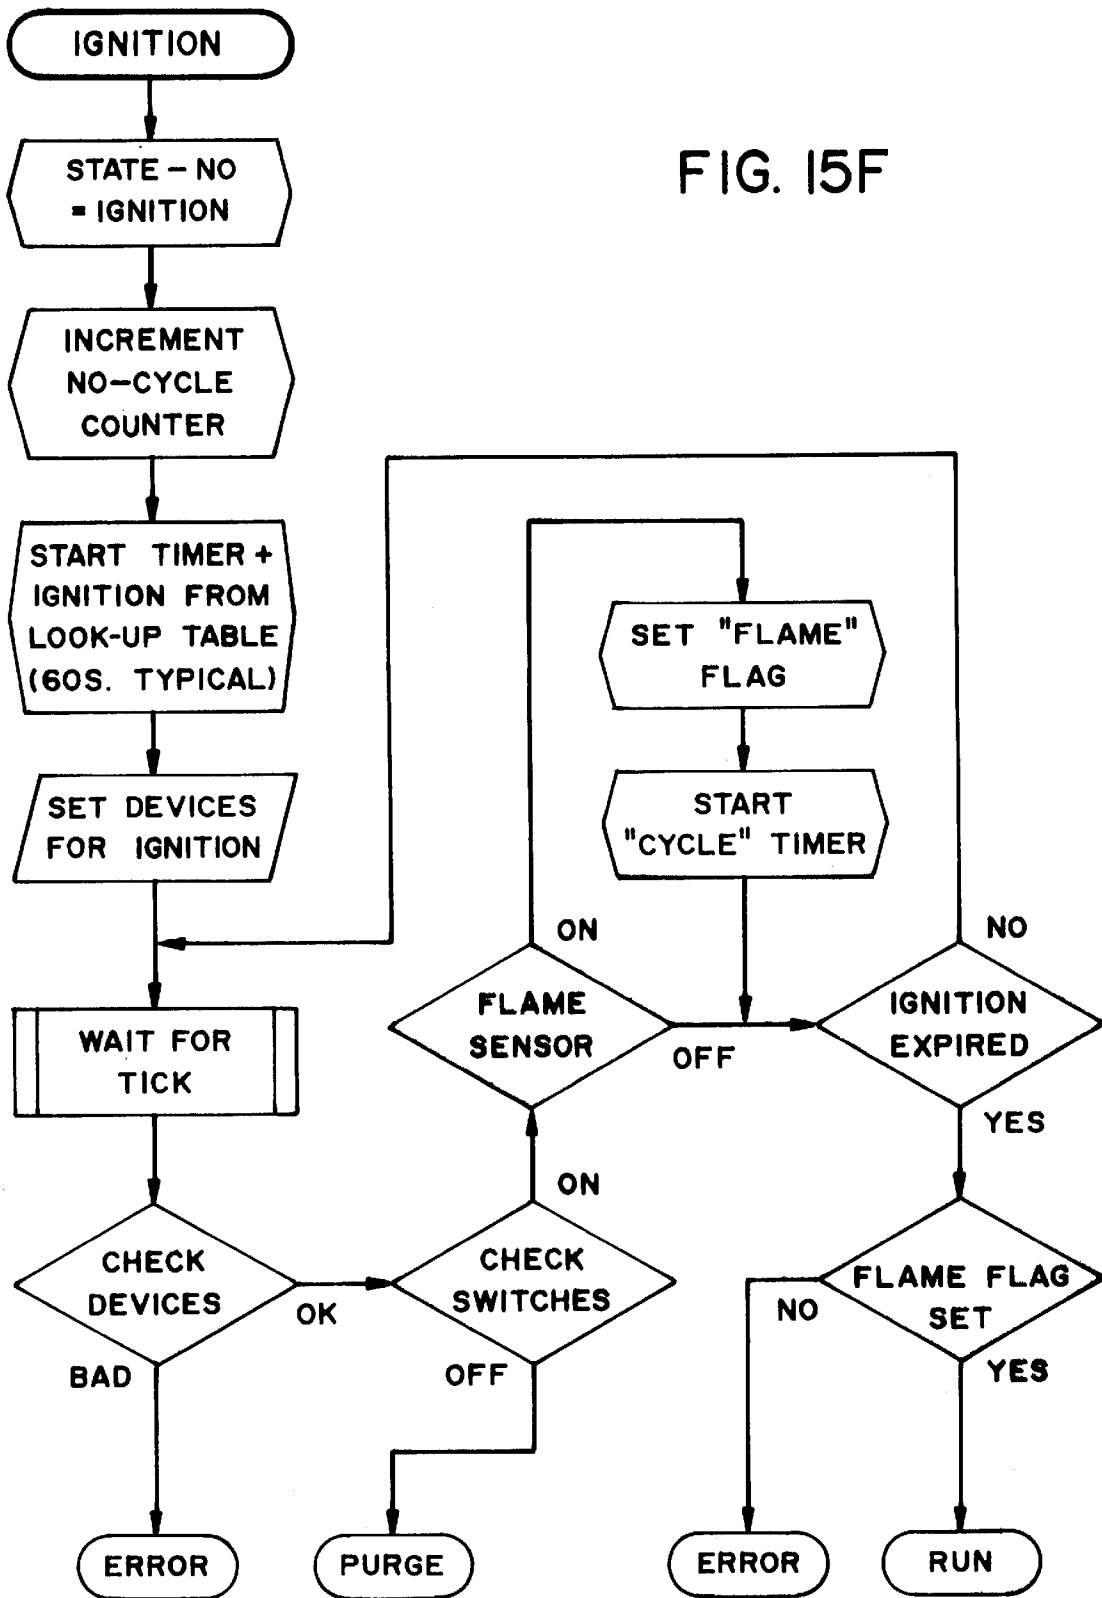 IGNITION
STATE – NO
= IGNITION
FIG. 15F
INCREMENT
NO–CYCLE
COUNTER
START TIMER +
IGNITION FROM
LOOK-UP TABLE
(60S. TYPICAL)
SET DEVICES
FOR IGNITION
SET "FLAME"
FLAG
START
"CYCLE" TIMER
WAIT FOR
TICK
ON
FLAME
SENSOR
OFF
NO
IGNITION
EXPIRED
YES
CHECK
DEVICES
OK
BAD
ON
CHECK
SWITCHES
OFF
FLAME FLAG
SET
NO
YES
ERROR
PURGE
ERROR
RUN